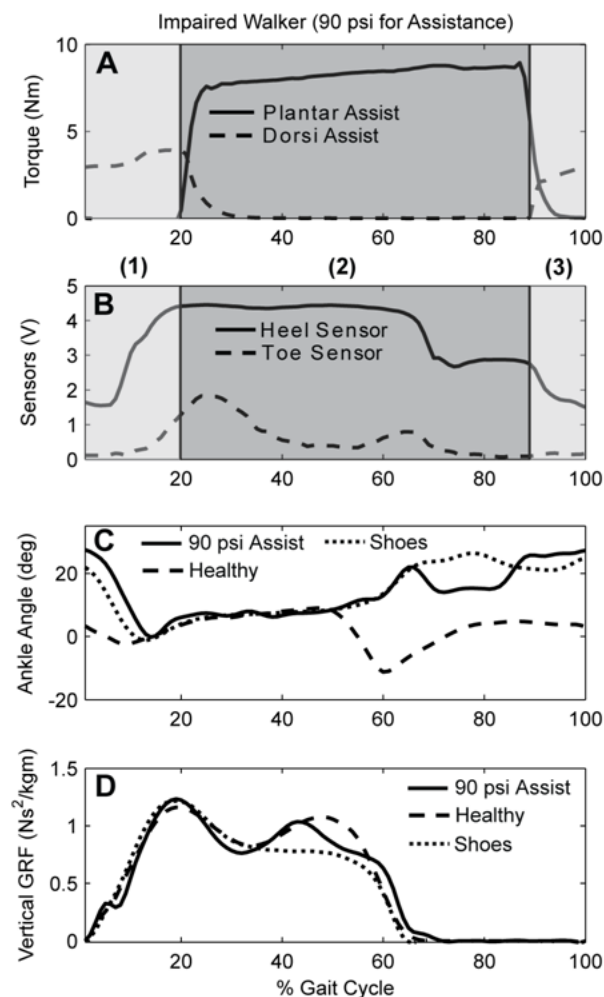 Impaired Walker (90 psi for Assistance)
A
Torque (Nm)
10
5
0
Plantar Assist
Dorsi Assist
20 40 60 80 100
(1) (2) (3)
B
Sensors (V)
5
4
3
2
1
0
Heel Sensor
Toe Sensor
20 40 60 80 100
C
Ankle Angle (deg)
20
0
-20
90 psi Assist Shoes
Healthy
20 40 60 80 100
D
Vertical GRF (Ns²/kgm)
1.5
1
0.5
0
90 psi Assist
Healthy
Shoes
20 40 60 80 100
% Gait Cycle